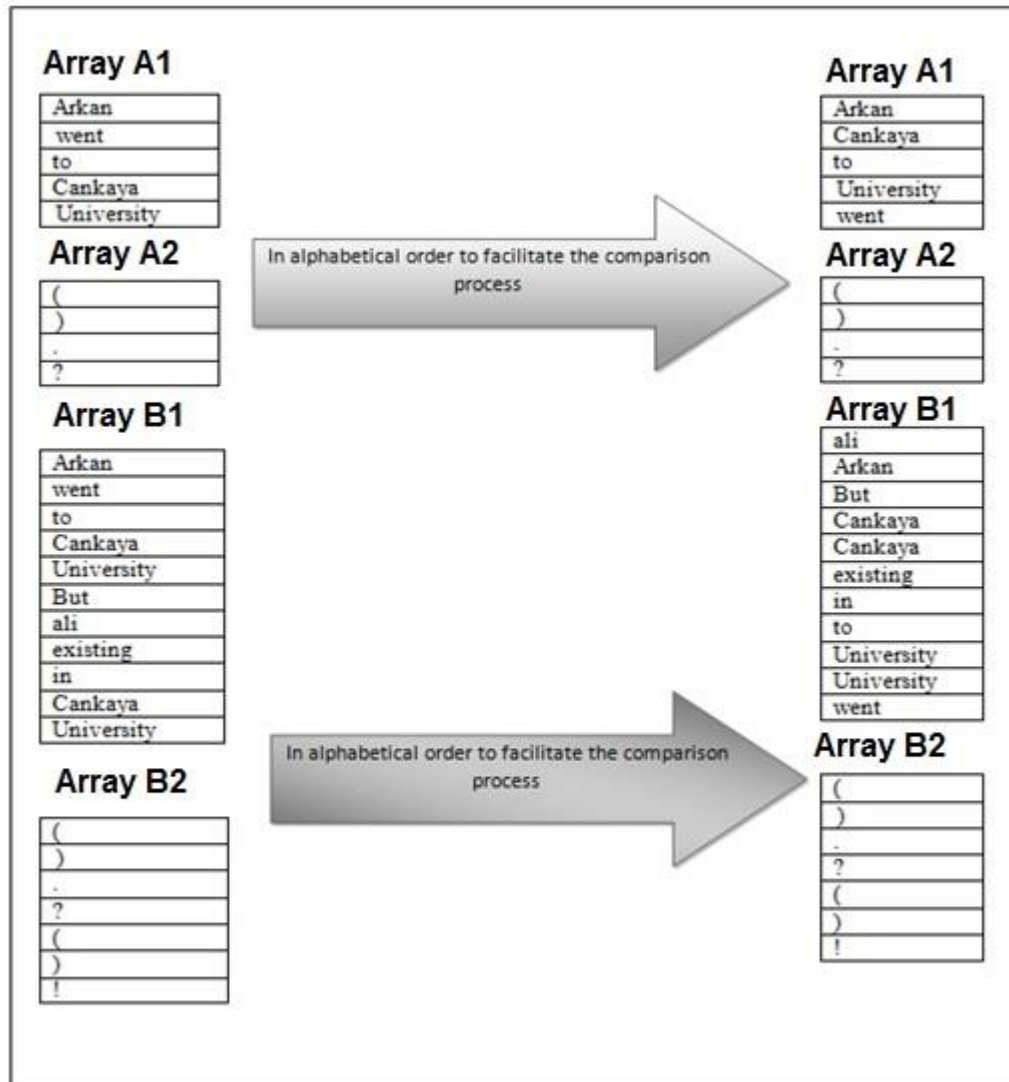 Array A1
Arkan
went
to
Cankaya
University
Array A2
(
)
.
?
Array B1
Arkan
went
to
Cankaya
University
But
ali
existing
in
Cankaya
University
Array B2
(
)
.
?
(
)
!
In alphabetical order to facilitate the comparison
process
In alphabetical order to facilitate the comparison
process
Array A1
Arkan
Cankaya
to
University
went
Array A2
(
)
.
?
Array B1
ali
Arkan
But
Cankaya
Cankaya
existing
in
to
University
University
went
Array B2
(
)
.
?
(
)
!